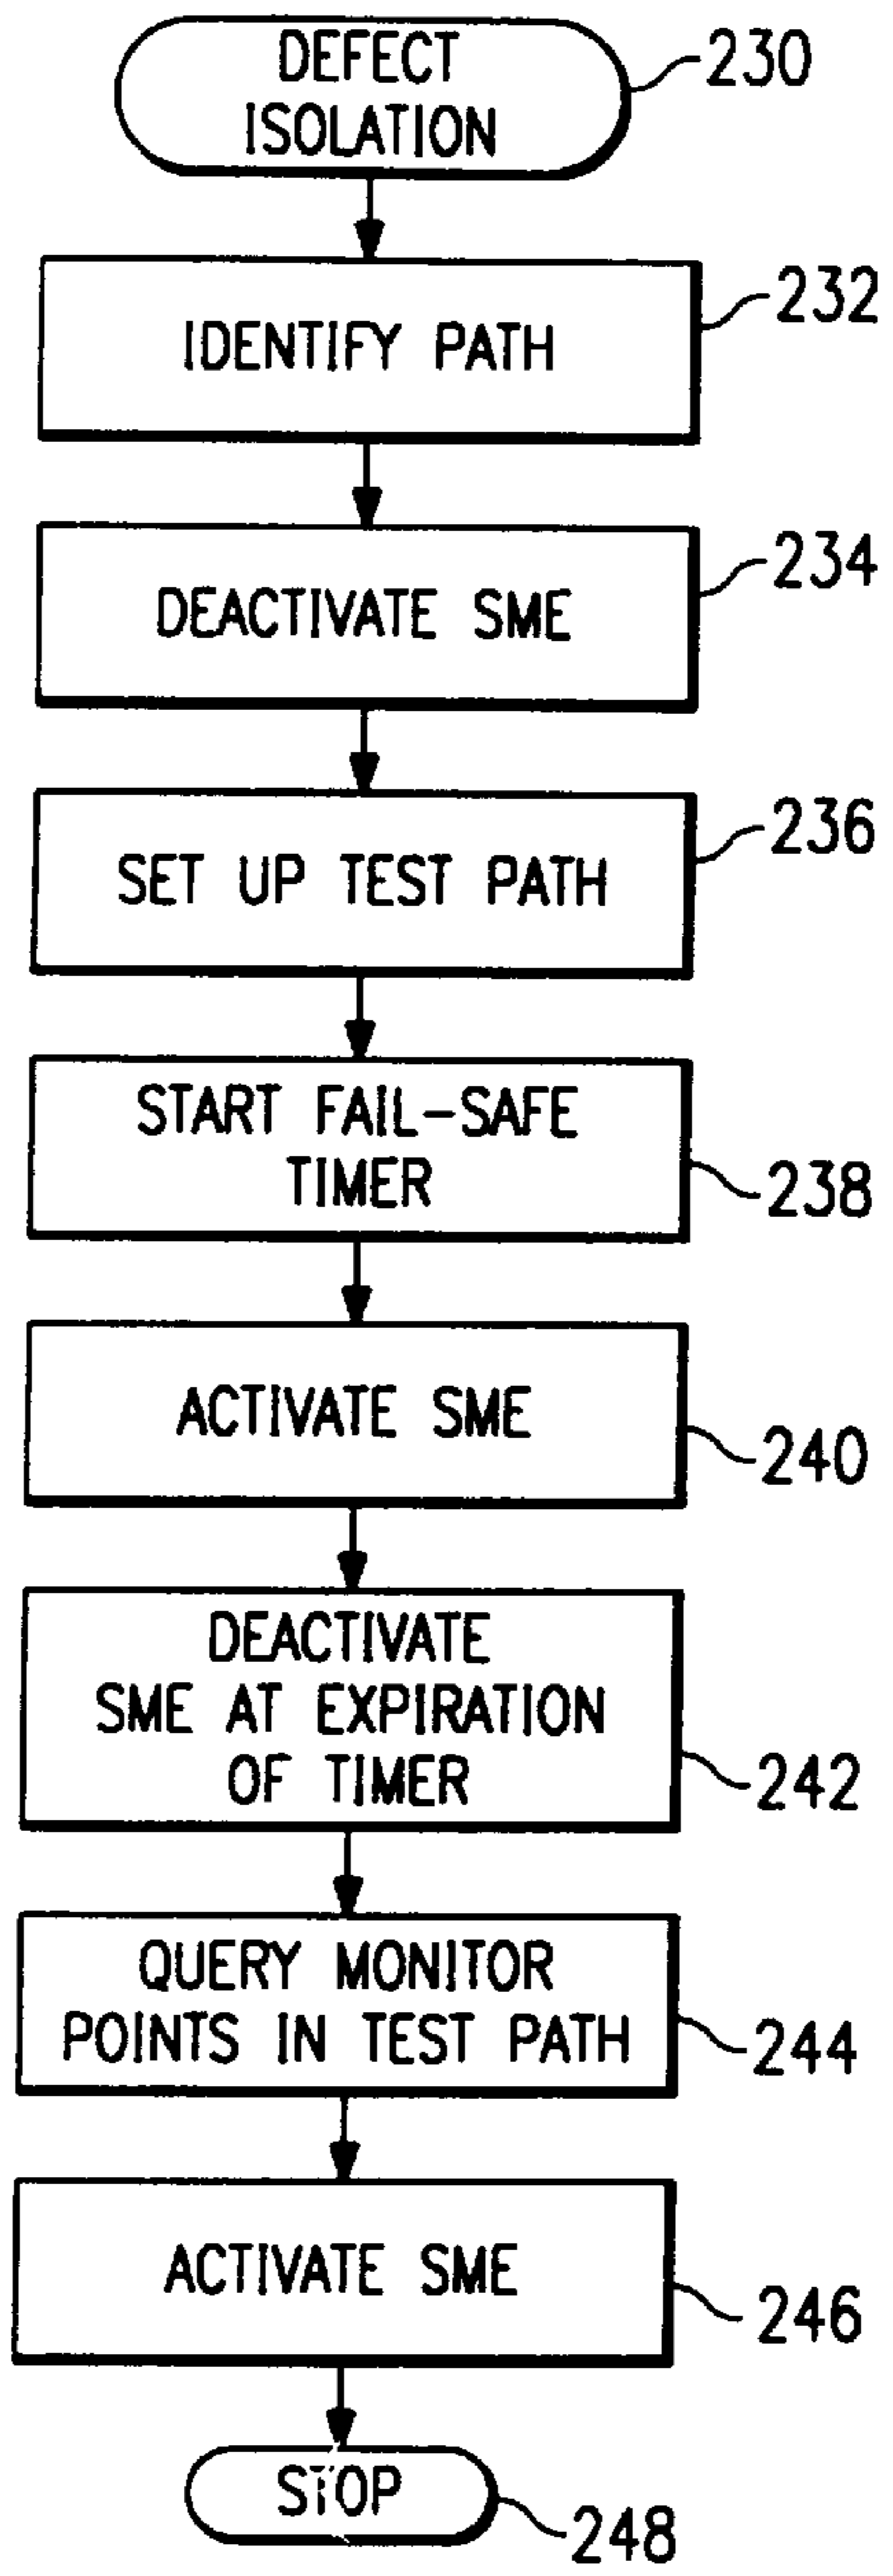 DEFECT
ISOLATION
230
IDENTIFY PATH
232
DEACTIVATE SME
234
SET UP TEST PATH
236
START FAIL-SAFE
TIMER
238
ACTIVATE SME
240
DEACTIVATE
SME AT EXPIRATION
OF TIMER
242
QUERY MONITOR
POINTS IN TEST PATH
244
ACTIVATE SME
246
STOP
248